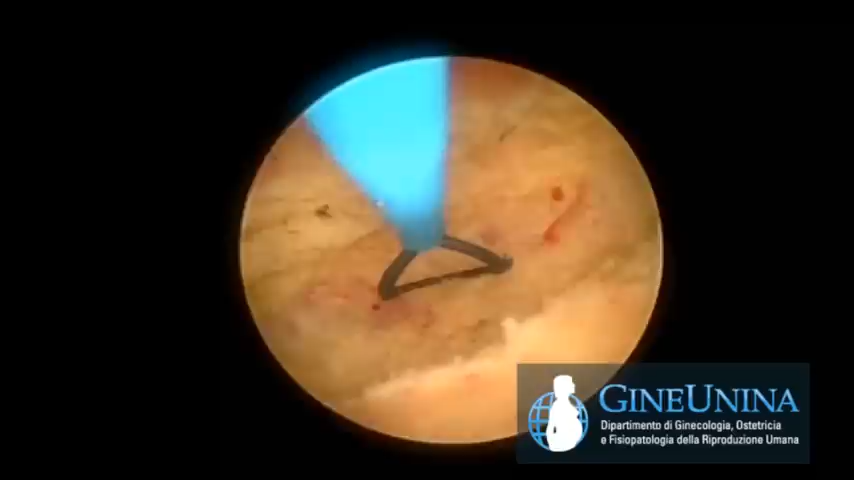 GINEUNINA
Dipartimento di Ginecologia, Ostetricia
e Fisiopatologia della Riproduzione Umana